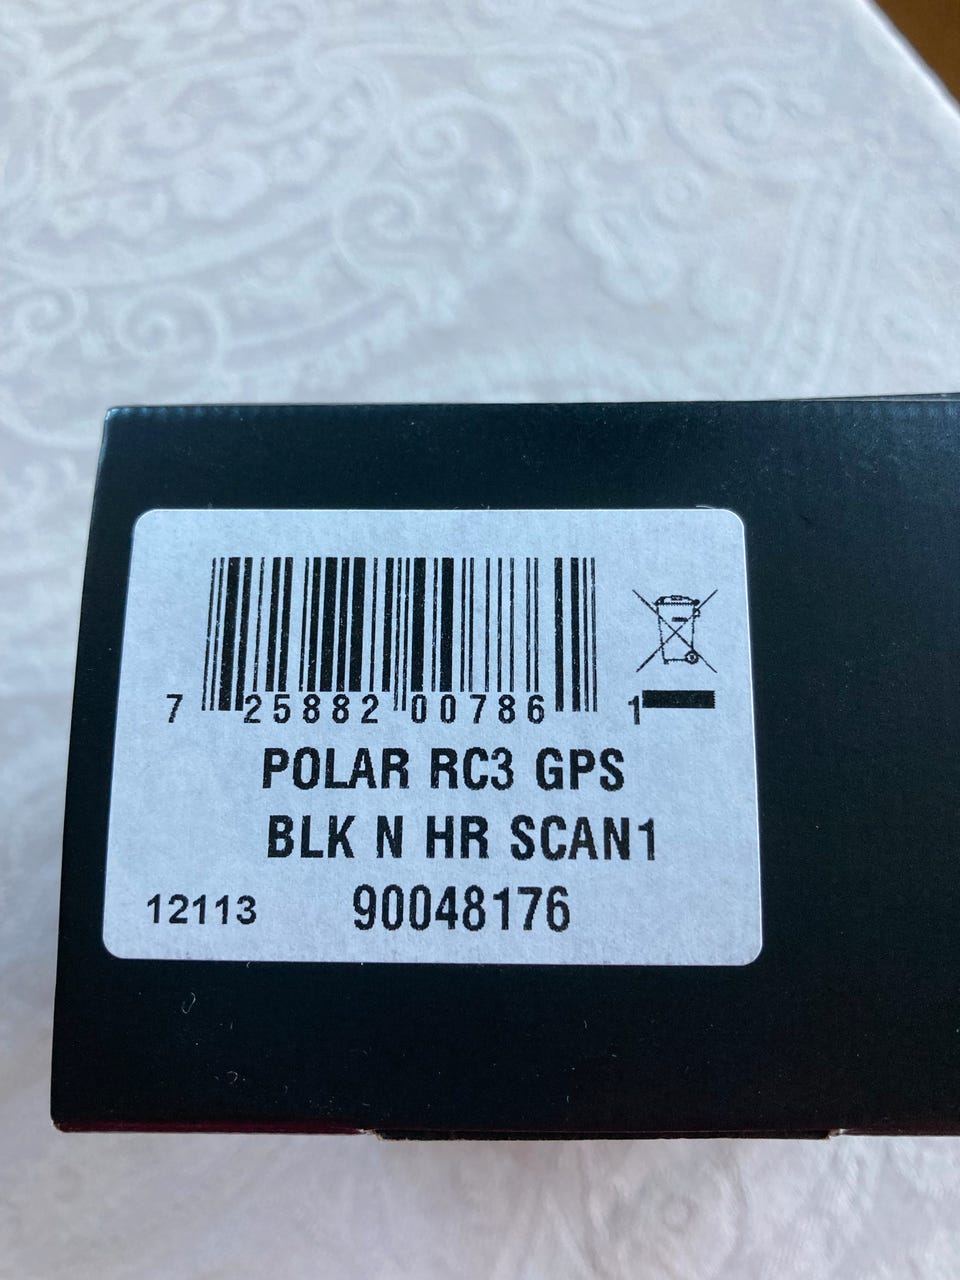 7 25882 00786 1
POLAR RC3 GPS
BLK N HR SCAN1
12113 90048176